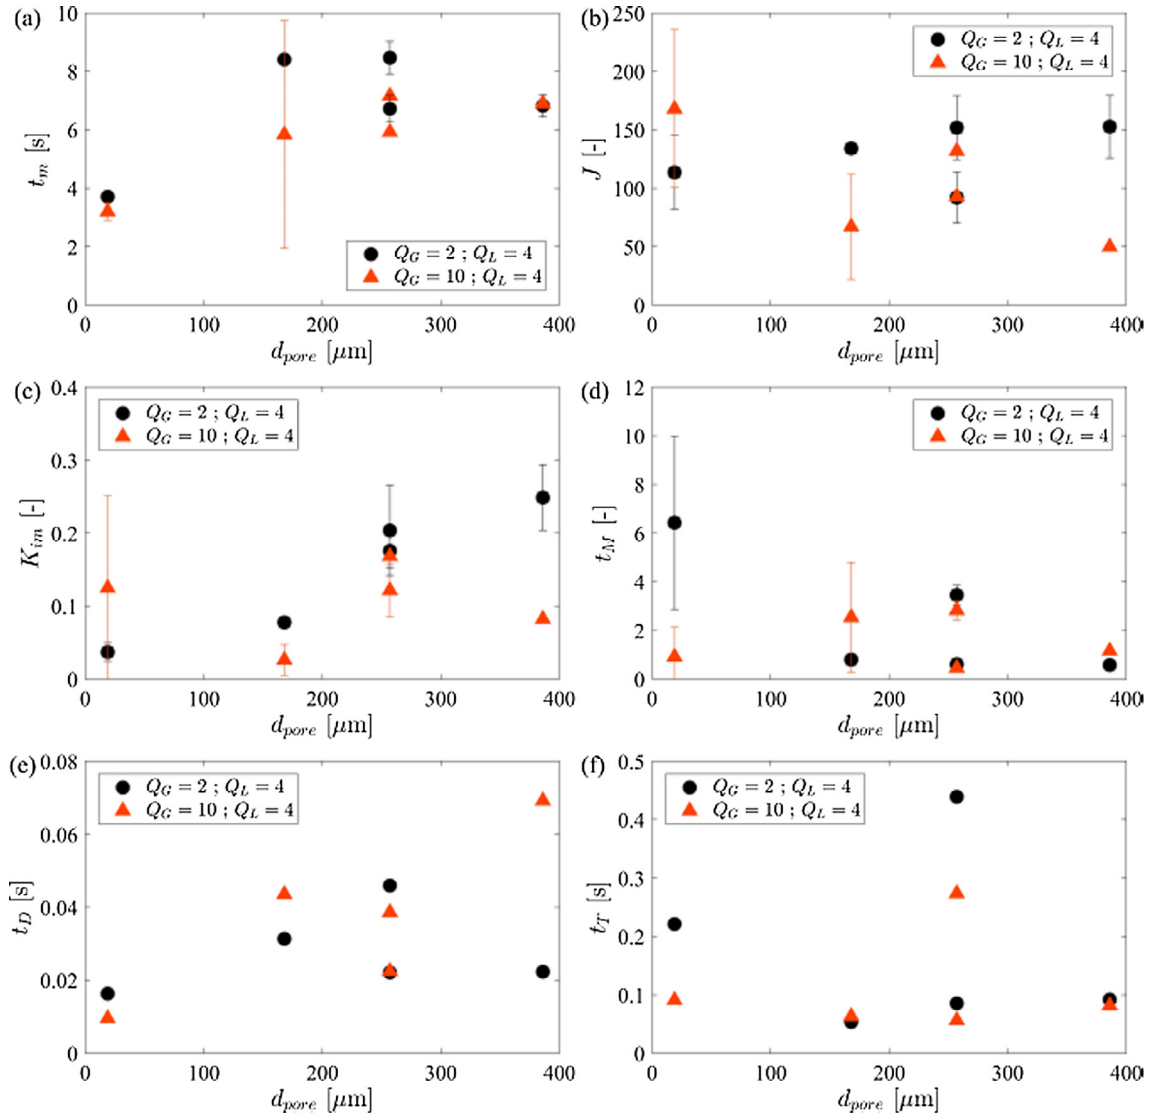 (a)
10
8
6
4
2
0
t_m [s]
Q_G = 2 ; Q_L = 4
Q_G = 10 ; Q_L = 4
0 100 200 300 400
d_pore [μm]
(b)
250
200
150
100
50
0
J [-]
Q_G = 2 ; Q_L = 4
Q_G = 10 ; Q_L = 4
0 100 200 300 400
d_pore [μm]
(c)
0.4
0.3
0.2
0.1
0
K_im [-]
Q_G = 2 ; Q_L = 4
Q_G = 10 ; Q_L = 4
0 100 200 300 400
d_pore [μm]
(d)
12
10
8
6
4
2
0
t_M [-]
Q_G = 2 ; Q_L = 4
Q_G = 10 ; Q_L = 4
0 100 200 300 400
d_pore [μm]
(e)
0.08
0.06
0.04
0.02
0
t_D [s]
Q_G = 2 ; Q_L = 4
Q_G = 10 ; Q_L = 4
0 100 200 300 400
d_pore [μm]
(f)
0.5
0.4
0.3
0.2
0.1
0
t_T [s]
Q_G = 2 ; Q_L = 4
Q_G = 10 ; Q_L = 4
0 100 200 300 400
d_pore [μm]